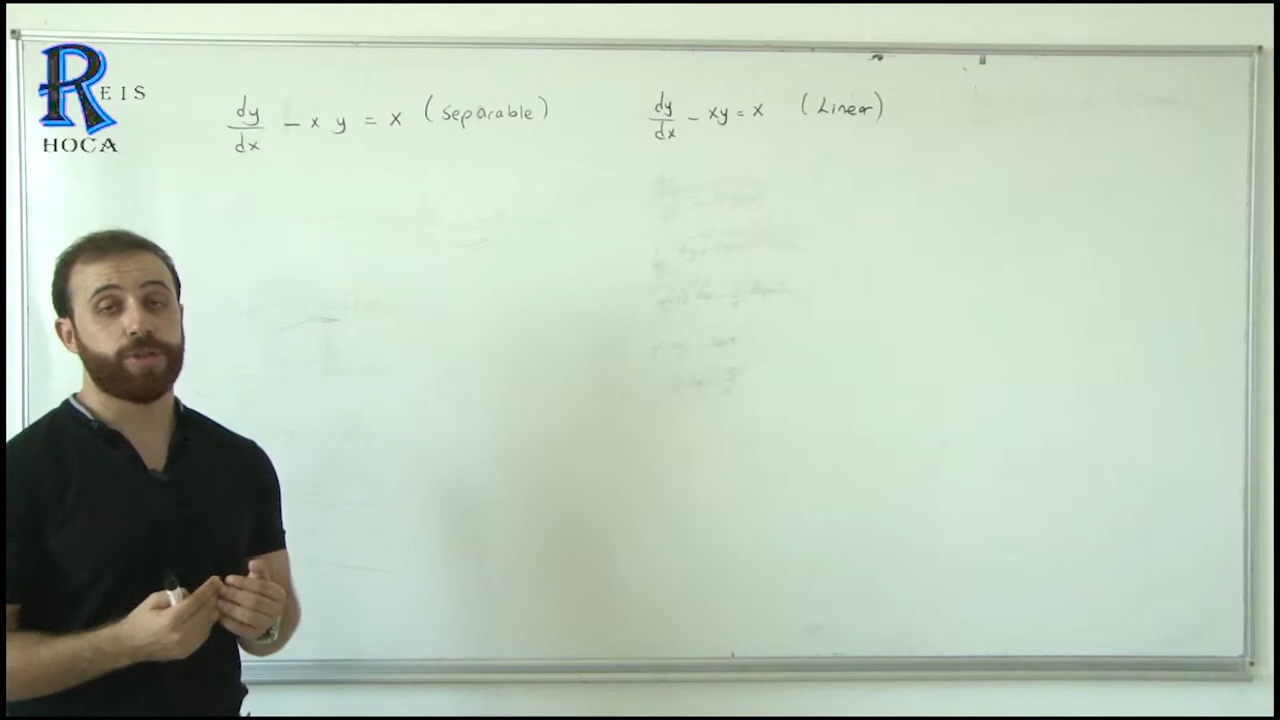 REIS
HOCA
dy/dx - x y = x (Separable)
dy/dx - xy = x (Linear)